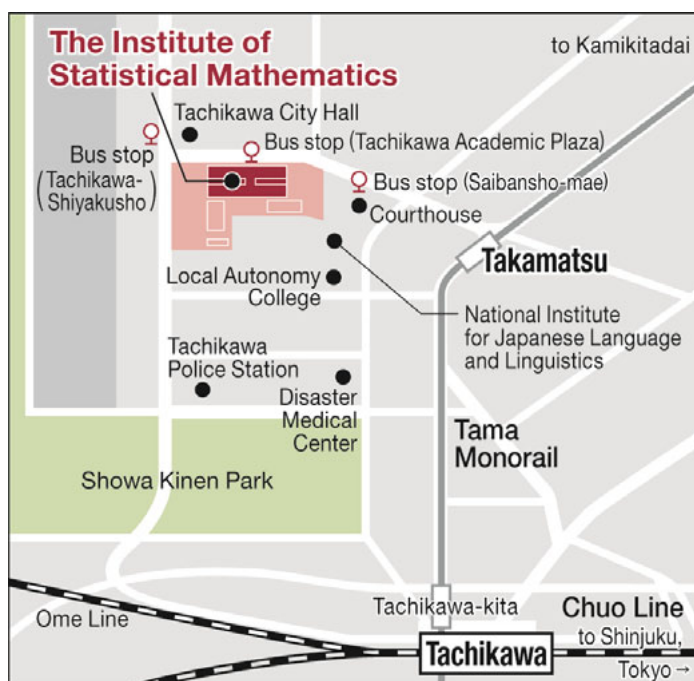 The Institute of
Statistical Mathematics
to Kamikitadai
Tachikawa City Hall
Bus stop (Tachikawa Academic Plaza)
Bus stop
(Tachikawa-
Shiyakusho)
Bus stop (Saibansho-mae)
Courthouse
Takamatsu
Local Autonomy
College
National Institute
for Japanese Language
and Linguistics
Tachikawa
Police Station
Disaster
Medical
Center
Tama
Monorail
Showa Kinen Park
Tachikawa-kita
Chuo Line
to Shinjuku,
Tokyo →
Ome Line
Tachikawa